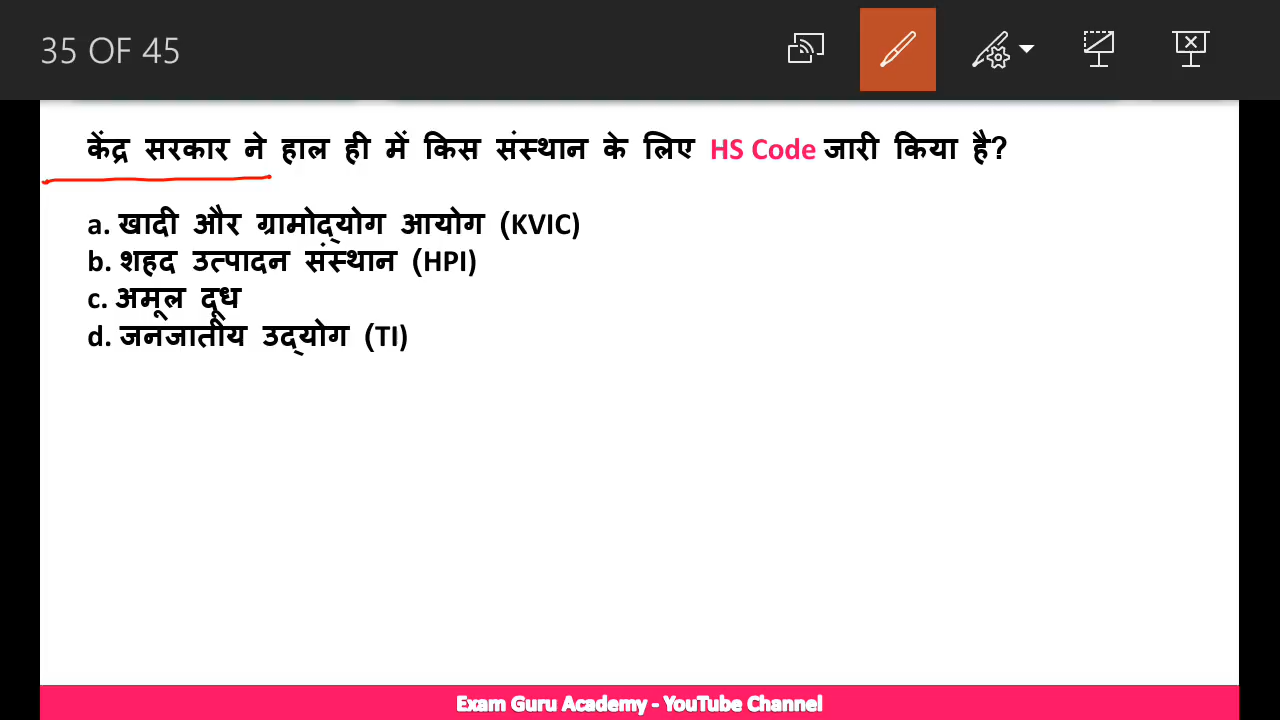 35 OF 45
केंद्र सरकार ने हाल ही में किस संस्थान के लिए HS Code जारी किया है?
a. खादी और ग्रामोद्योग आयोग (KVIC)
b. शहद उत्पादन संस्थान (HPI)
c. अमूल दूध
d. जनजातीय उद्योग (TI)
Exam Guru Academy - YouTube Channel